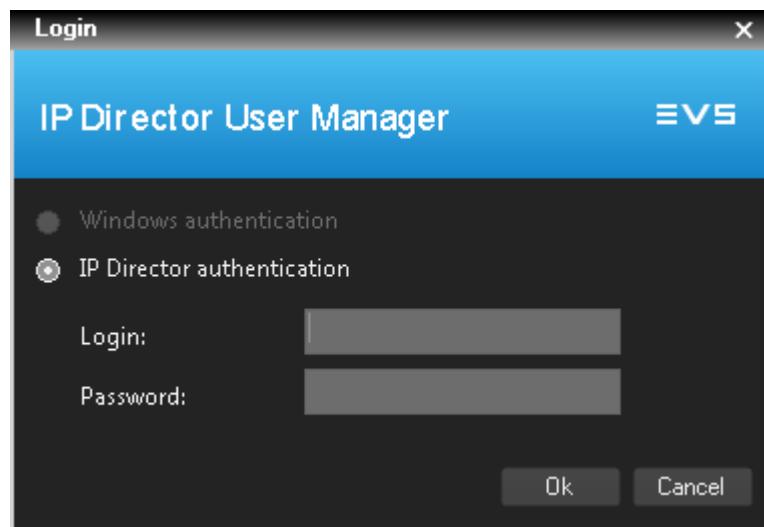 Login
IP Director User Manager
EVS
Windows authentication
IP Director authentication
Login:
Password:
Ok Cancel